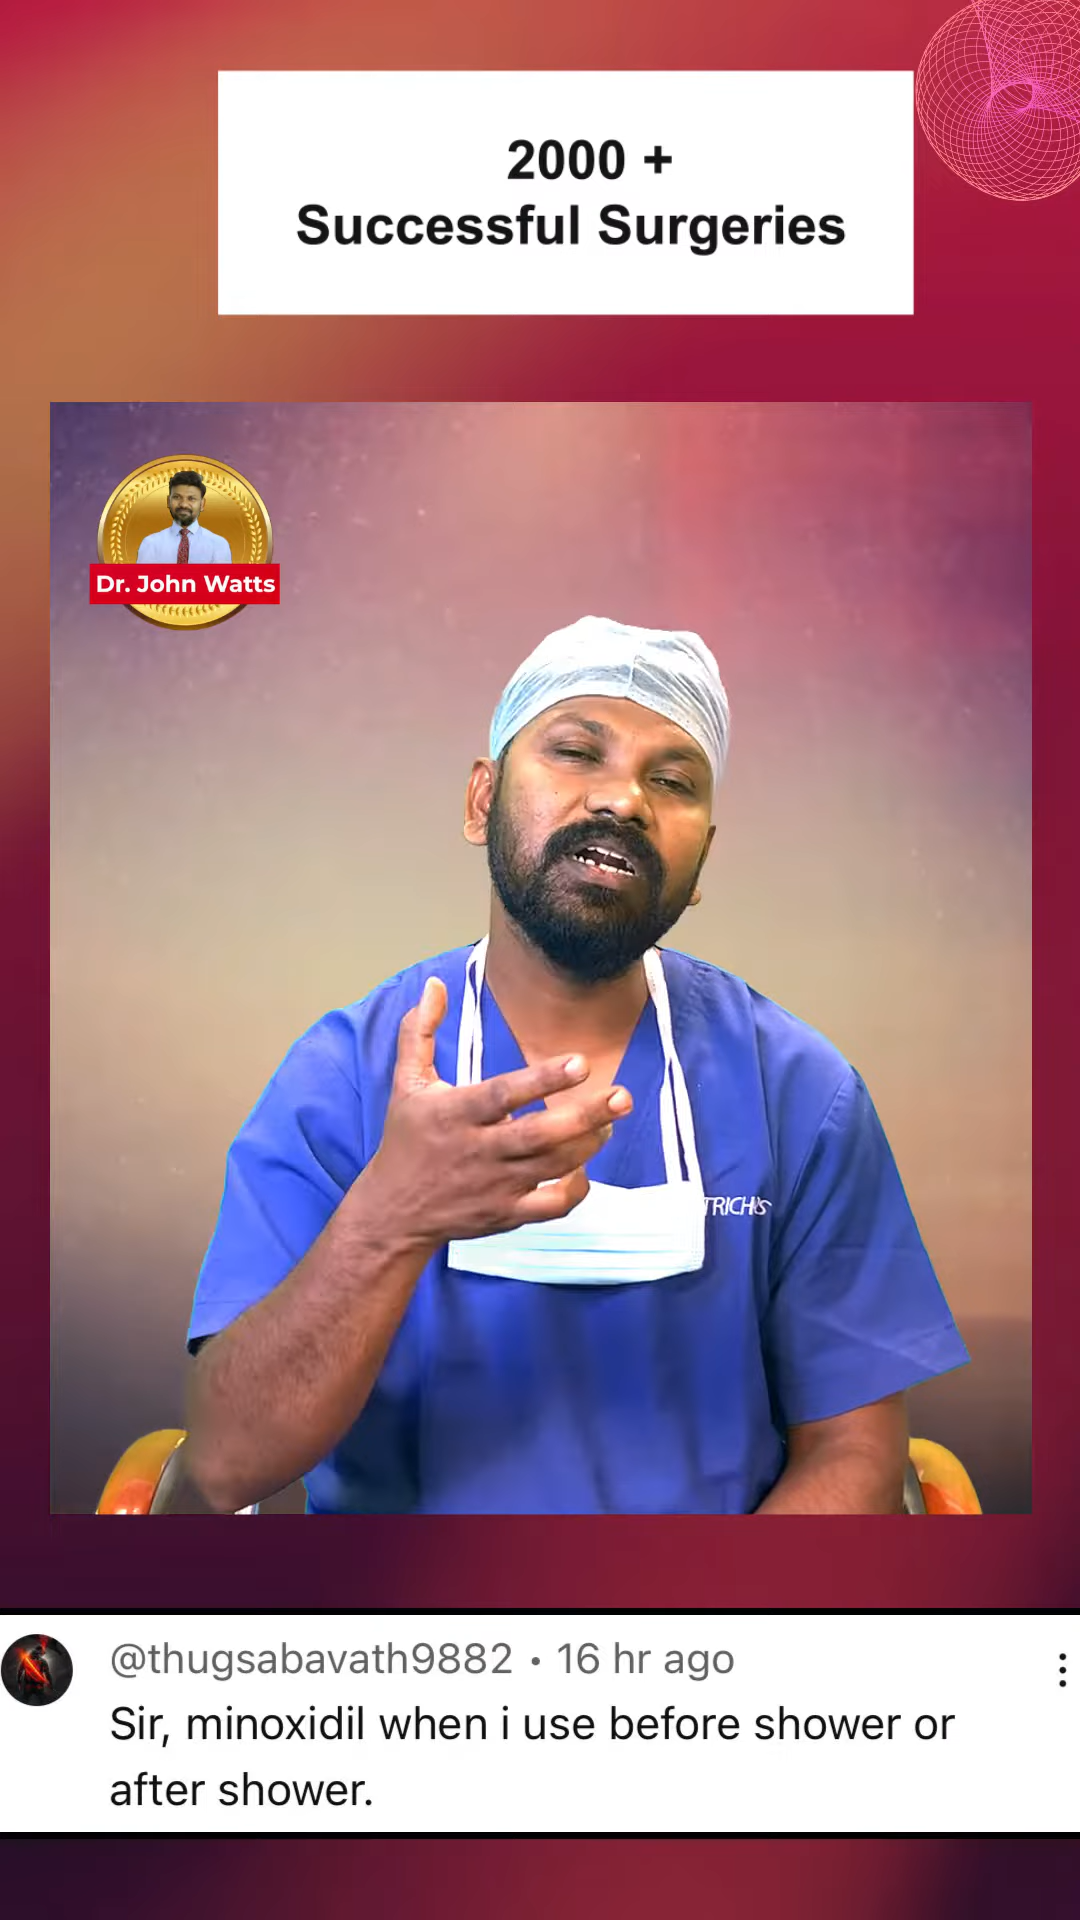 2000 +
Successful Surgeries
Dr. John Watts
@thugsabavath9882 • 16 hr ago
Sir, minoxidil when i use before shower or
after shower.